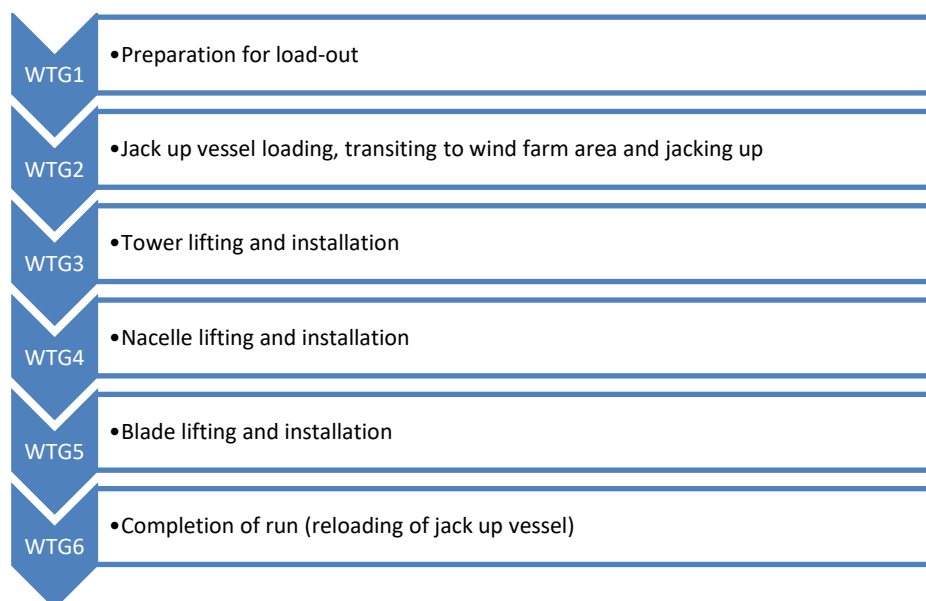 WTG1
•Preparation for load-out
WTG2
•Jack up vessel loading, transiting to wind farm area and jacking up
WTG3
•Tower lifting and installation
WTG4
•Nacelle lifting and installation
WTG5
•Blade lifting and installation
WTG6
•Completion of run (reloading of jack up vessel)